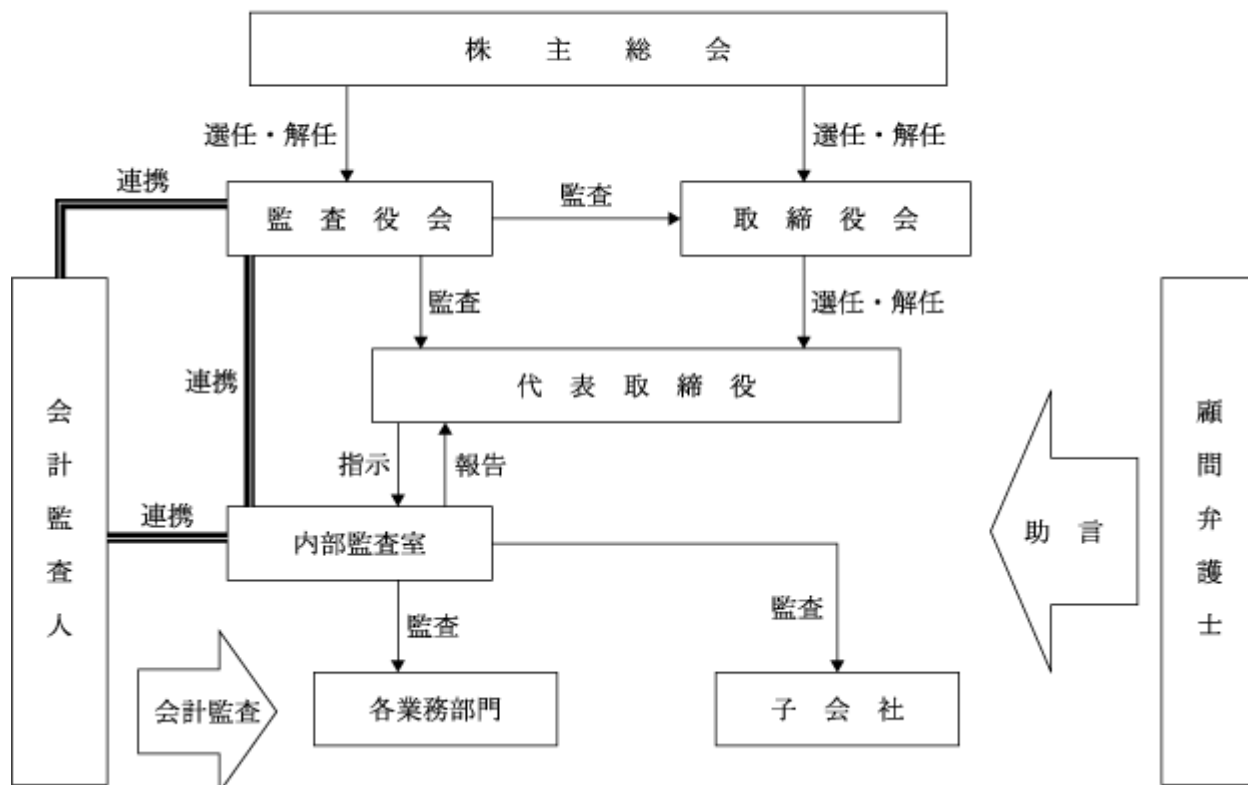 株主総会
選任・解任
選任・解任
連携
監査役会
監査
取締役会
監査
選任・解任
連携
代表取締役
会計監査人
顧問弁護士
指示
報告
助言
連携
内部監査室
監査
監査
会計監査
各業務部門
子会社